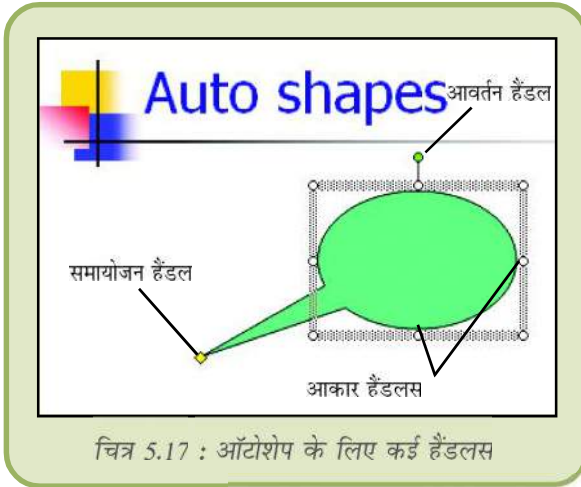 Auto shapes
आवर्तन हैंडल
समायोजन हैंडल
आकार हैंडलस
चित्र 5.17 : ऑटोशेप के लिए कई हैंडलस